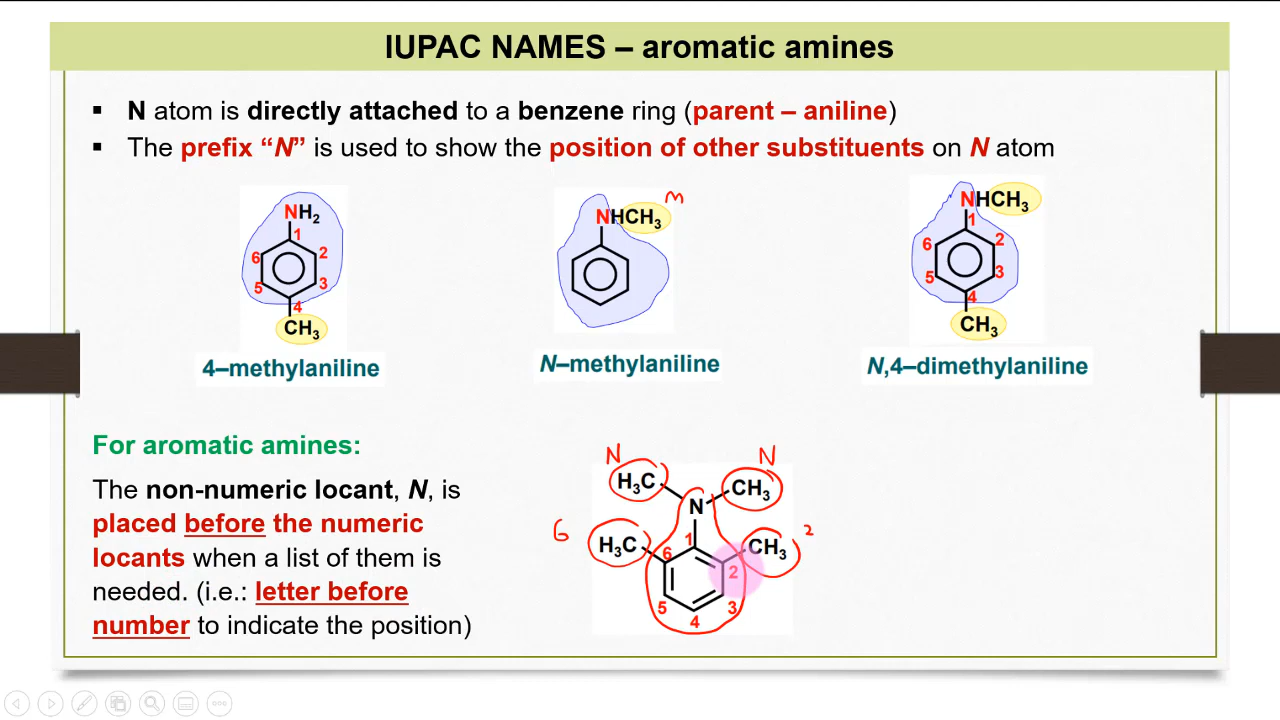 IUPAC NAMES – aromatic amines
▪ N atom is directly attached to a benzene ring (parent – aniline)
▪ The prefix “N” is used to show the position of other substituents on N atom
NH₂
1
6 2
5 3
4
CH₃
4–methylaniline
NHCH₃ m
N–methylaniline
NHCH₃
1
6 2
5 3
4
CH₃
N,4–dimethylaniline
For aromatic amines:
The non-numeric locant, N, is
placed before the numeric
locants when a list of them is
needed. (i.e.: letter before
number to indicate the position)
N N
H₃C CH₃
N
6 H₃C CH₃ 2
1
6 2
5 3
4